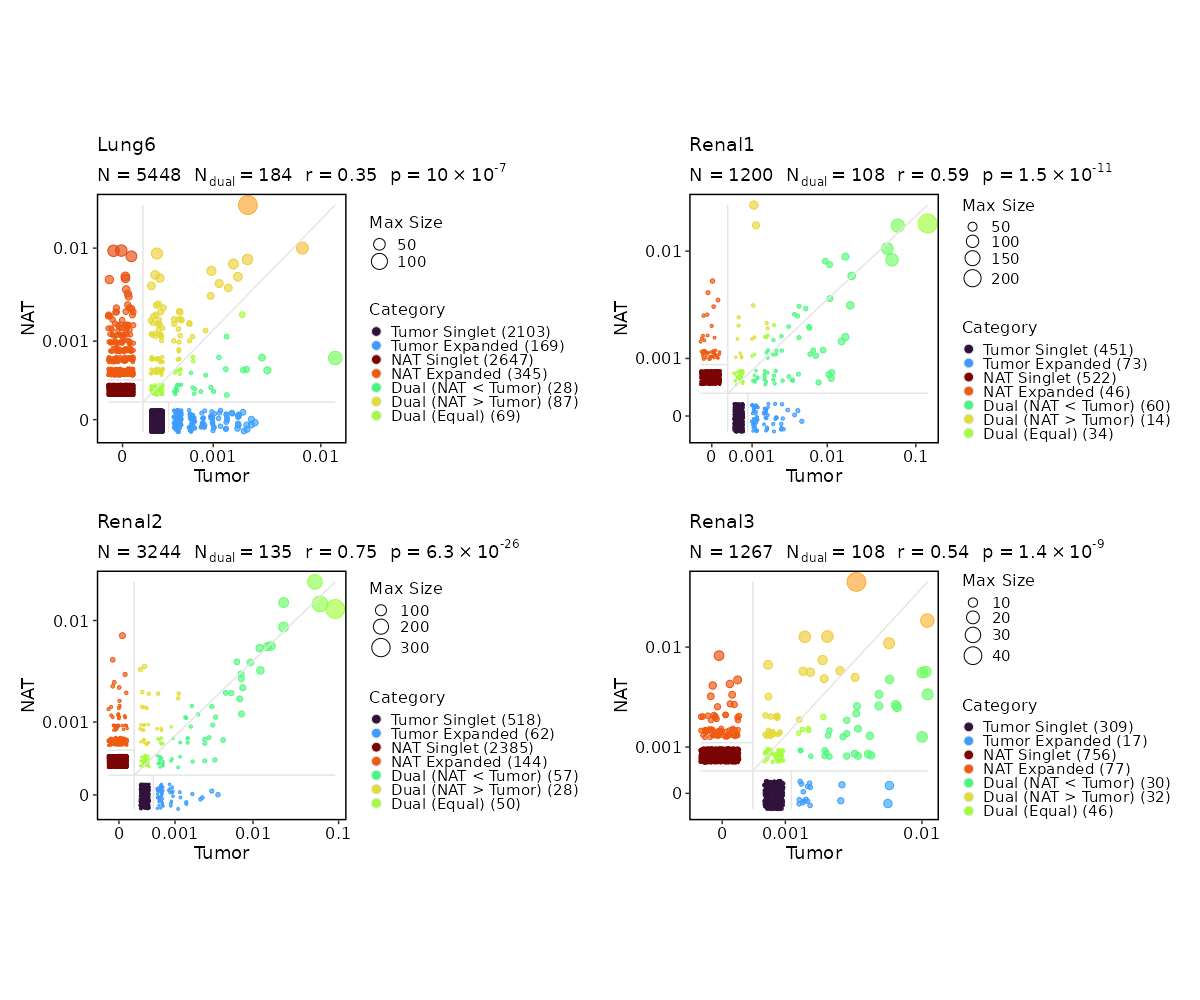 Lung6
N = 5448 N_dual = 184 r = 0.35 p = 10 × 10^-7
NAT
0.01
0.001
0
0
0.001
0.01
Tumor
Max Size
50
100
Category
Tumor Singlet (2103)
Tumor Expanded (169)
NAT Singlet (2647)
NAT Expanded (345)
Dual (NAT < Tumor) (28)
Dual (NAT > Tumor) (87)
Dual (Equal) (69)
Renal1
N = 1200 N_dual = 108 r = 0.59 p = 1.5 × 10^-11
NAT
0.01
0.001
0
0
0.001
0.01
0.1
Tumor
Max Size
50
100
150
200
Category
Tumor Singlet (451)
Tumor Expanded (73)
NAT Singlet (522)
NAT Expanded (46)
Dual (NAT < Tumor) (60)
Dual (NAT > Tumor) (14)
Dual (Equal) (34)
Renal2
N = 3244 N_dual = 135 r = 0.75 p = 6.3 × 10^-26
NAT
0.01
0.001
0
0
0.001
0.01
0.1
Tumor
Max Size
100
200
300
Category
Tumor Singlet (518)
Tumor Expanded (62)
NAT Singlet (2385)
NAT Expanded (144)
Dual (NAT < Tumor) (57)
Dual (NAT > Tumor) (28)
Dual (Equal) (50)
Renal3
N = 1267 N_dual = 108 r = 0.54 p = 1.4 × 10^-9
NAT
0.01
0.001
0
0
0.001
0.01
Tumor
Max Size
10
20
30
40
Category
Tumor Singlet (309)
Tumor Expanded (17)
NAT Singlet (756)
NAT Expanded (77)
Dual (NAT < Tumor) (30)
Dual (NAT > Tumor) (32)
Dual (Equal) (46)